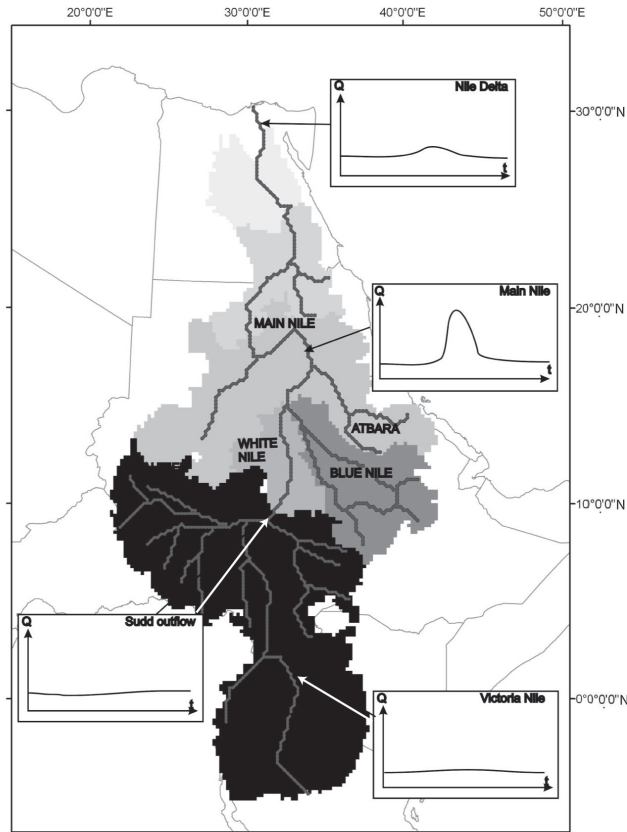 20°0'0"E 30°0'0"E 40°0'0"E 50°0'0"E
Q Nile Delta
t
30°0'0"N
Q Main Nile
t
20°0'0"N
MAIN NILE
ATBARA
WHITE
NILE
BLUE NILE
10°0'0"N
Q Sudd outflow
t
Q Victoria Nile
t
0°0'0"N